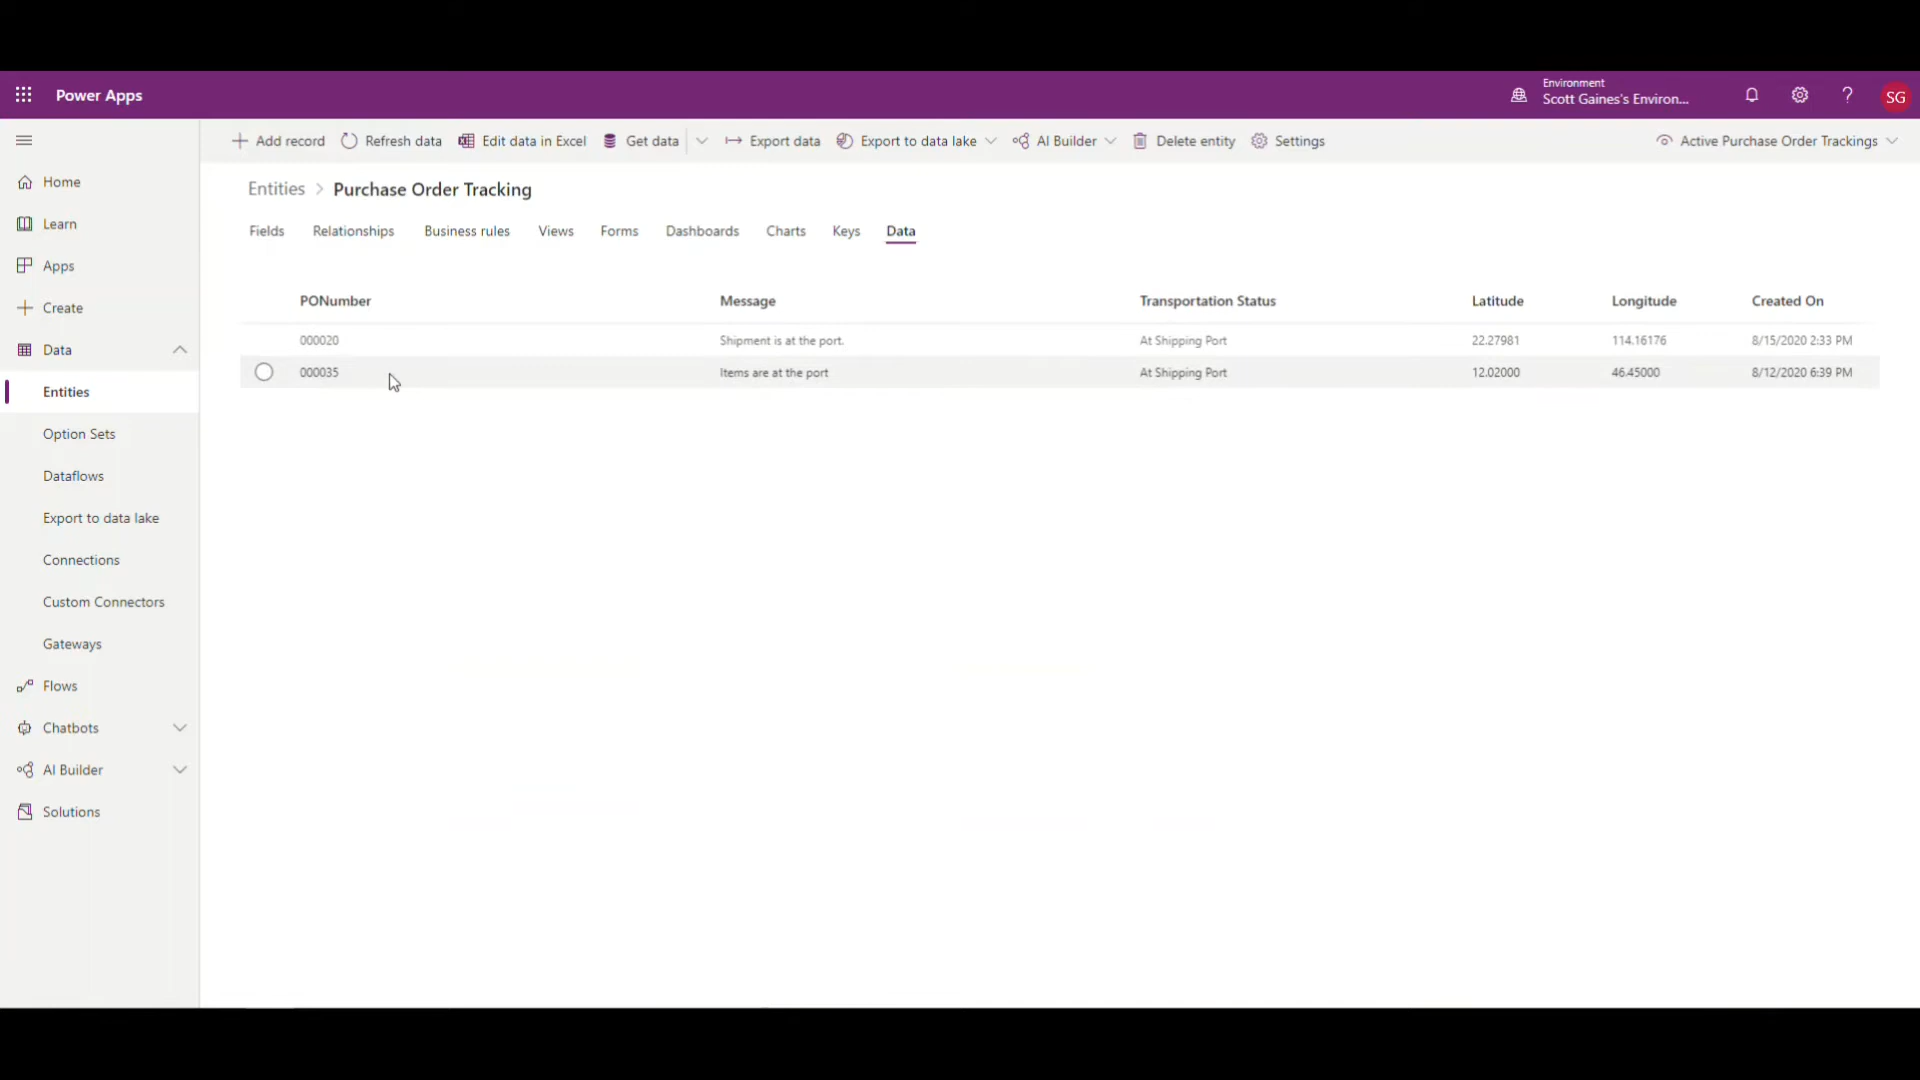 Power Apps
Environment
Scott Gaines's Environ...
SG
Add record
Refresh data
Edit data in Excel
Get data
Export data
Export to data lake
AI Builder
Delete entity
Settings
Active Purchase Order Trackings
Home
Learn
Apps
Create
Data
Entities
Option Sets
Dataflows
Export to data lake
Connections
Custom Connectors
Gateways
Flows
Chatbots
AI Builder
Solutions
Entities > Purchase Order Tracking
Fields Relationships Business rules Views Forms Dashboards Charts Keys Data
PONumber Message Transportation Status Latitude Longitude Created On
000020 Shipment is at the port. At Shipping Port 22.27981 114.16176 8/15/2020 2:33 PM
000035 Items are at the port At Shipping Port 12.02000 46.45000 8/12/2020 6:39 PM